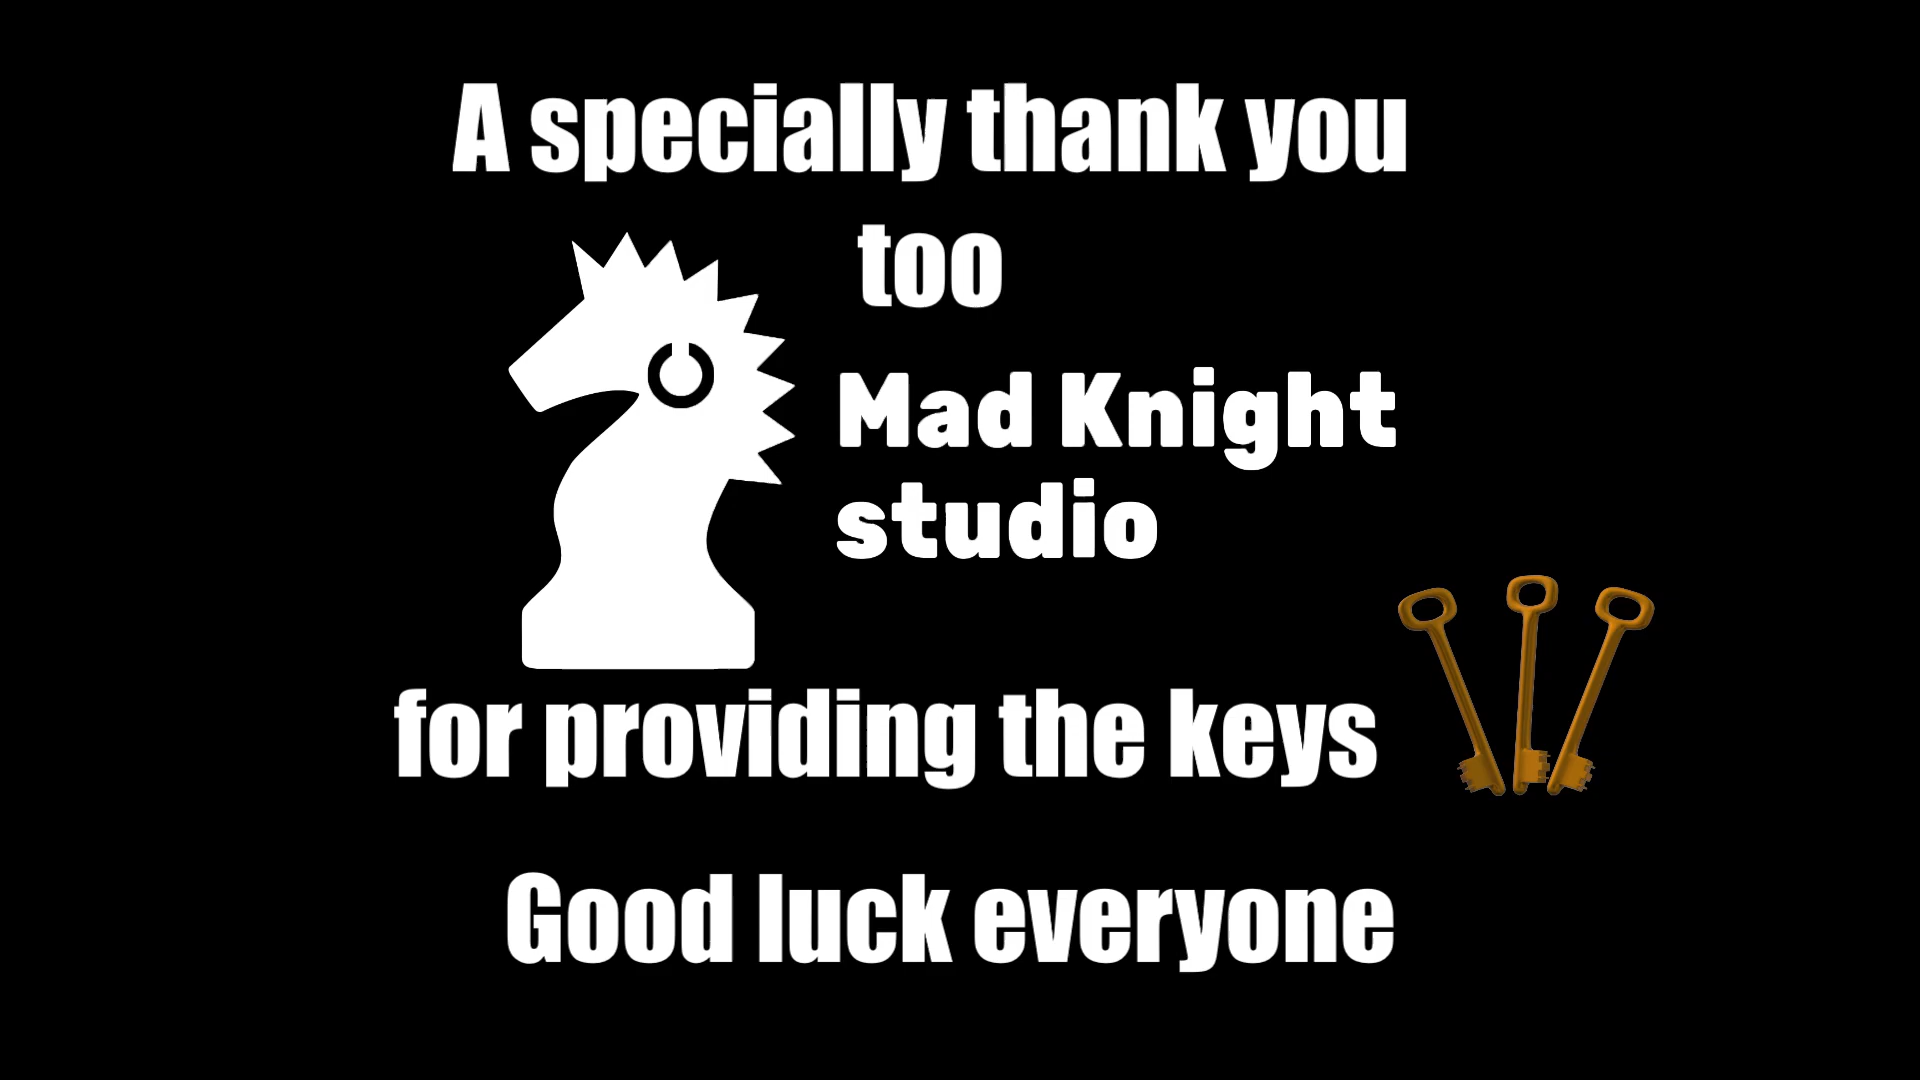 A specially thank you
too
Mad Knight
studio
for providing the keys
Good luck everyone